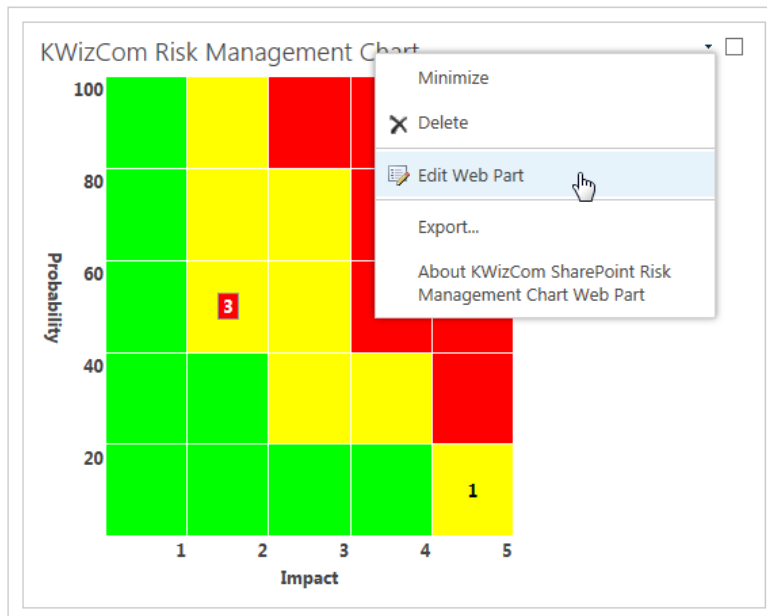 KWizCom Risk Management Chart
Minimize
Delete
Edit Web Part
Export...
About KWizCom SharePoint Risk
Management Chart Web Part
100
80
Probability
60
3
40
20
1
1 2 3 4 5
Impact